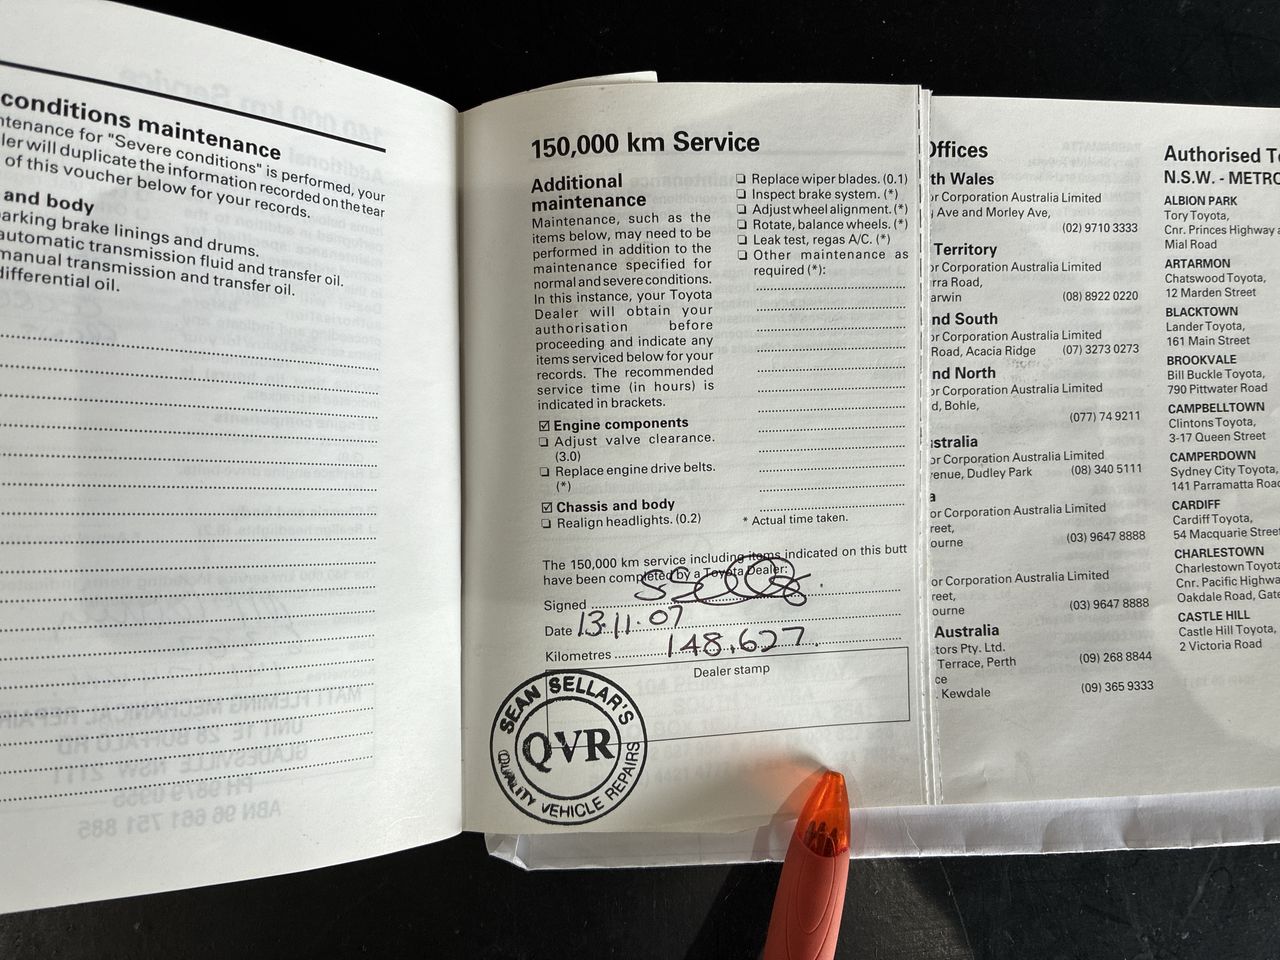 conditions maintenance
ntenance for "Severe conditions" is performed, your
ler will duplicate the information recorded on the tear
of this voucher below for your records.
and body
arking brake linings and drums.
automatic transmission fluid and transfer oil.
manual transmission and transfer oil.
differential oil.
150,000 km Service
Additional
maintenance
Maintenance, such as the
items below, may need to be
performed in addition to the
maintenance specified for
normal and severe conditions.
In this instance, your Toyota
Dealer will obtain your
authorisation before
proceeding and indicate any
items serviced below for your
records. The recommended
service time (in hours) is
indicated in brackets.
☑ Engine components
❏ Adjust valve clearance.
(3.0)
❏ Replace engine drive belts.
(*)
☑ Chassis and body
❏ Realign headlights. (0.2)
❏ Replace wiper blades. (0.1)
❏ Inspect brake system. (*)
❏ Adjust wheel alignment. (*)
❏ Rotate, balance wheels. (*)
❏ Leak test, regas A/C. (*)
❏ Other maintenance as
required (*):
* Actual time taken.
The 150,000 km service including items indicated on this butt
have been completed by a Toyota Dealer:
Signed SSellars
Date 13.11.07
Kilometres 148,627
Dealer stamp
SEAN SELLAR'S
QVR
QUALITY VEHICLE REPAIRS
Offices
th Wales
or Corporation Australia Limited
Ave and Morley Ave,
(02) 9710 3333
Territory
or Corporation Australia Limited
rra Road,
arwin (08) 8922 0220
nd South
or Corporation Australia Limited
Road, Acacia Ridge (07) 3273 0273
nd North
or Corporation Australia Limited
d, Bohle,
(077) 74 9211
stralia
or Corporation Australia Limited
venue, Dudley Park (08) 340 5111
a
or Corporation Australia Limited
reet,
ourne (03) 9647 8888
or Corporation Australia Limited
reet,
ourne (03) 9647 8888
Australia
tors Pty. Ltd.
Terrace, Perth (09) 268 8844
ce
. Kewdale (09) 365 9333
Authorised To
N.S.W. - METRO
ALBION PARK
Tory Toyota,
Cnr. Princes Highway a
Mial Road
ARTARMON
Chatswood Toyota,
12 Marden Street
BLACKTOWN
Lander Toyota,
161 Main Street
BROOKVALE
Bill Buckle Toyota,
790 Pittwater Road
CAMPBELLTOWN
Clintons Toyota,
3-17 Queen Street
CAMPERDOWN
Sydney City Toyota,
141 Parramatta Road
CARDIFF
Cardiff Toyota,
54 Macquarie Street
CHARLESTOWN
Charlestown Toyota
Cnr. Pacific Highwa
Oakdale Road, Gate
CASTLE HILL
Castle Hill Toyota,
2 Victoria Road